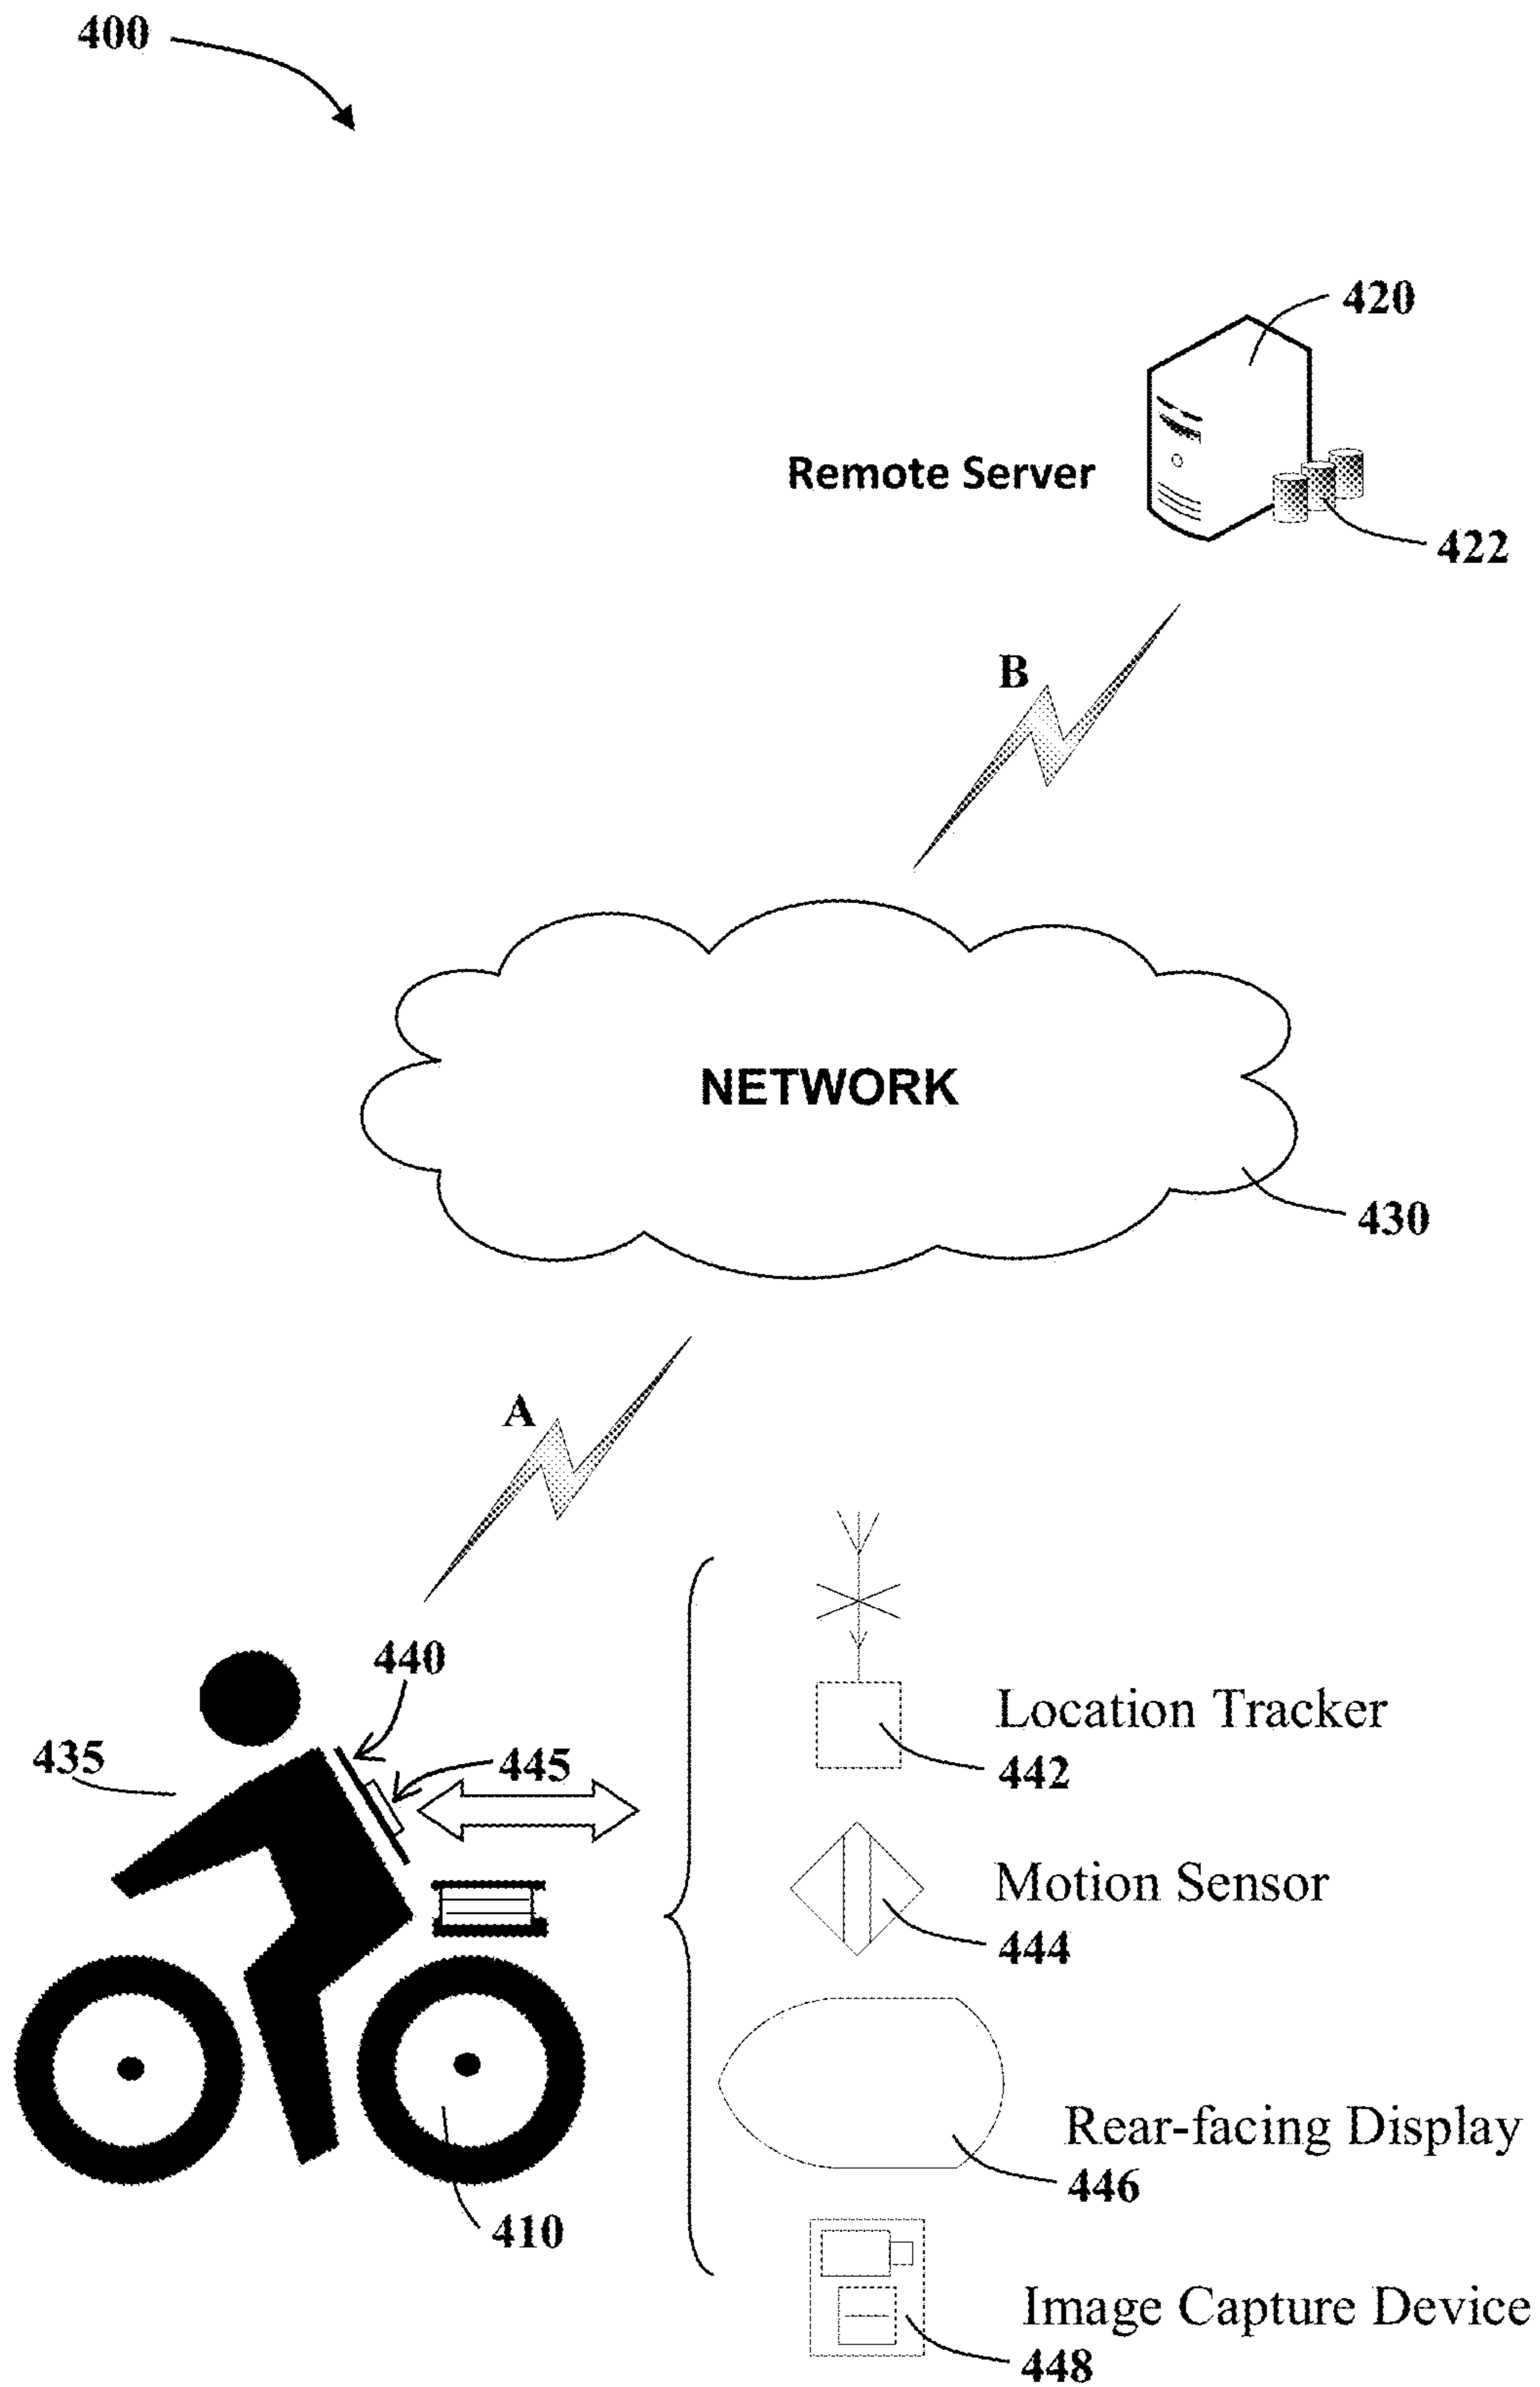 400
420
Remote Server
422
B
NETWORK
430
A
440
435
445
Location Tracker
442
Motion Sensor
444
Rear-facing Display
446
410
Image Capture Device
448